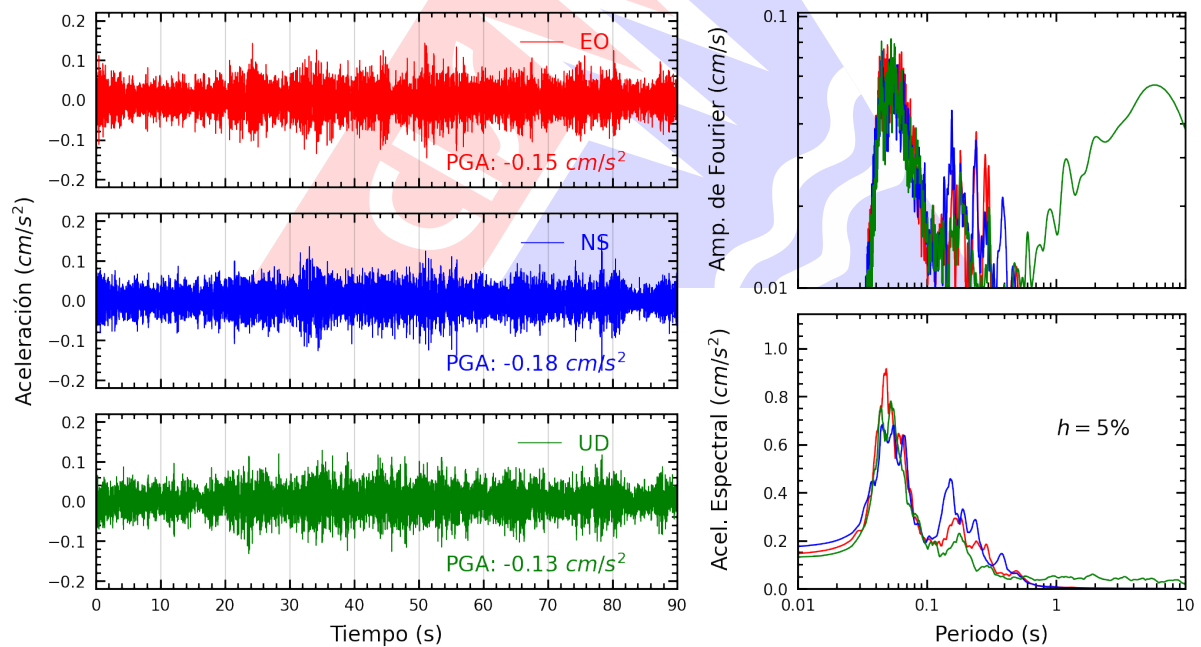 Aceleración (cm/s²)
0.2
0.1
0.0
−0.1
−0.2
EO
PGA: -0.15 cm/s²
0.2
0.1
0.0
−0.1
−0.2
NS
PGA: -0.18 cm/s²
0.2
0.1
0.0
−0.1
−0.2
UD
PGA: -0.13 cm/s²
0 10 20 30 40 50 60 70 80 90
Tiempo (s)
Amp. de Fourier (cm/s)
0.1
0.01
Acel. Espectral (cm/s²)
1.0
0.8
0.6
0.4
0.2
0.0
h = 5%
0.01 0.1 1 10
Periodo (s)